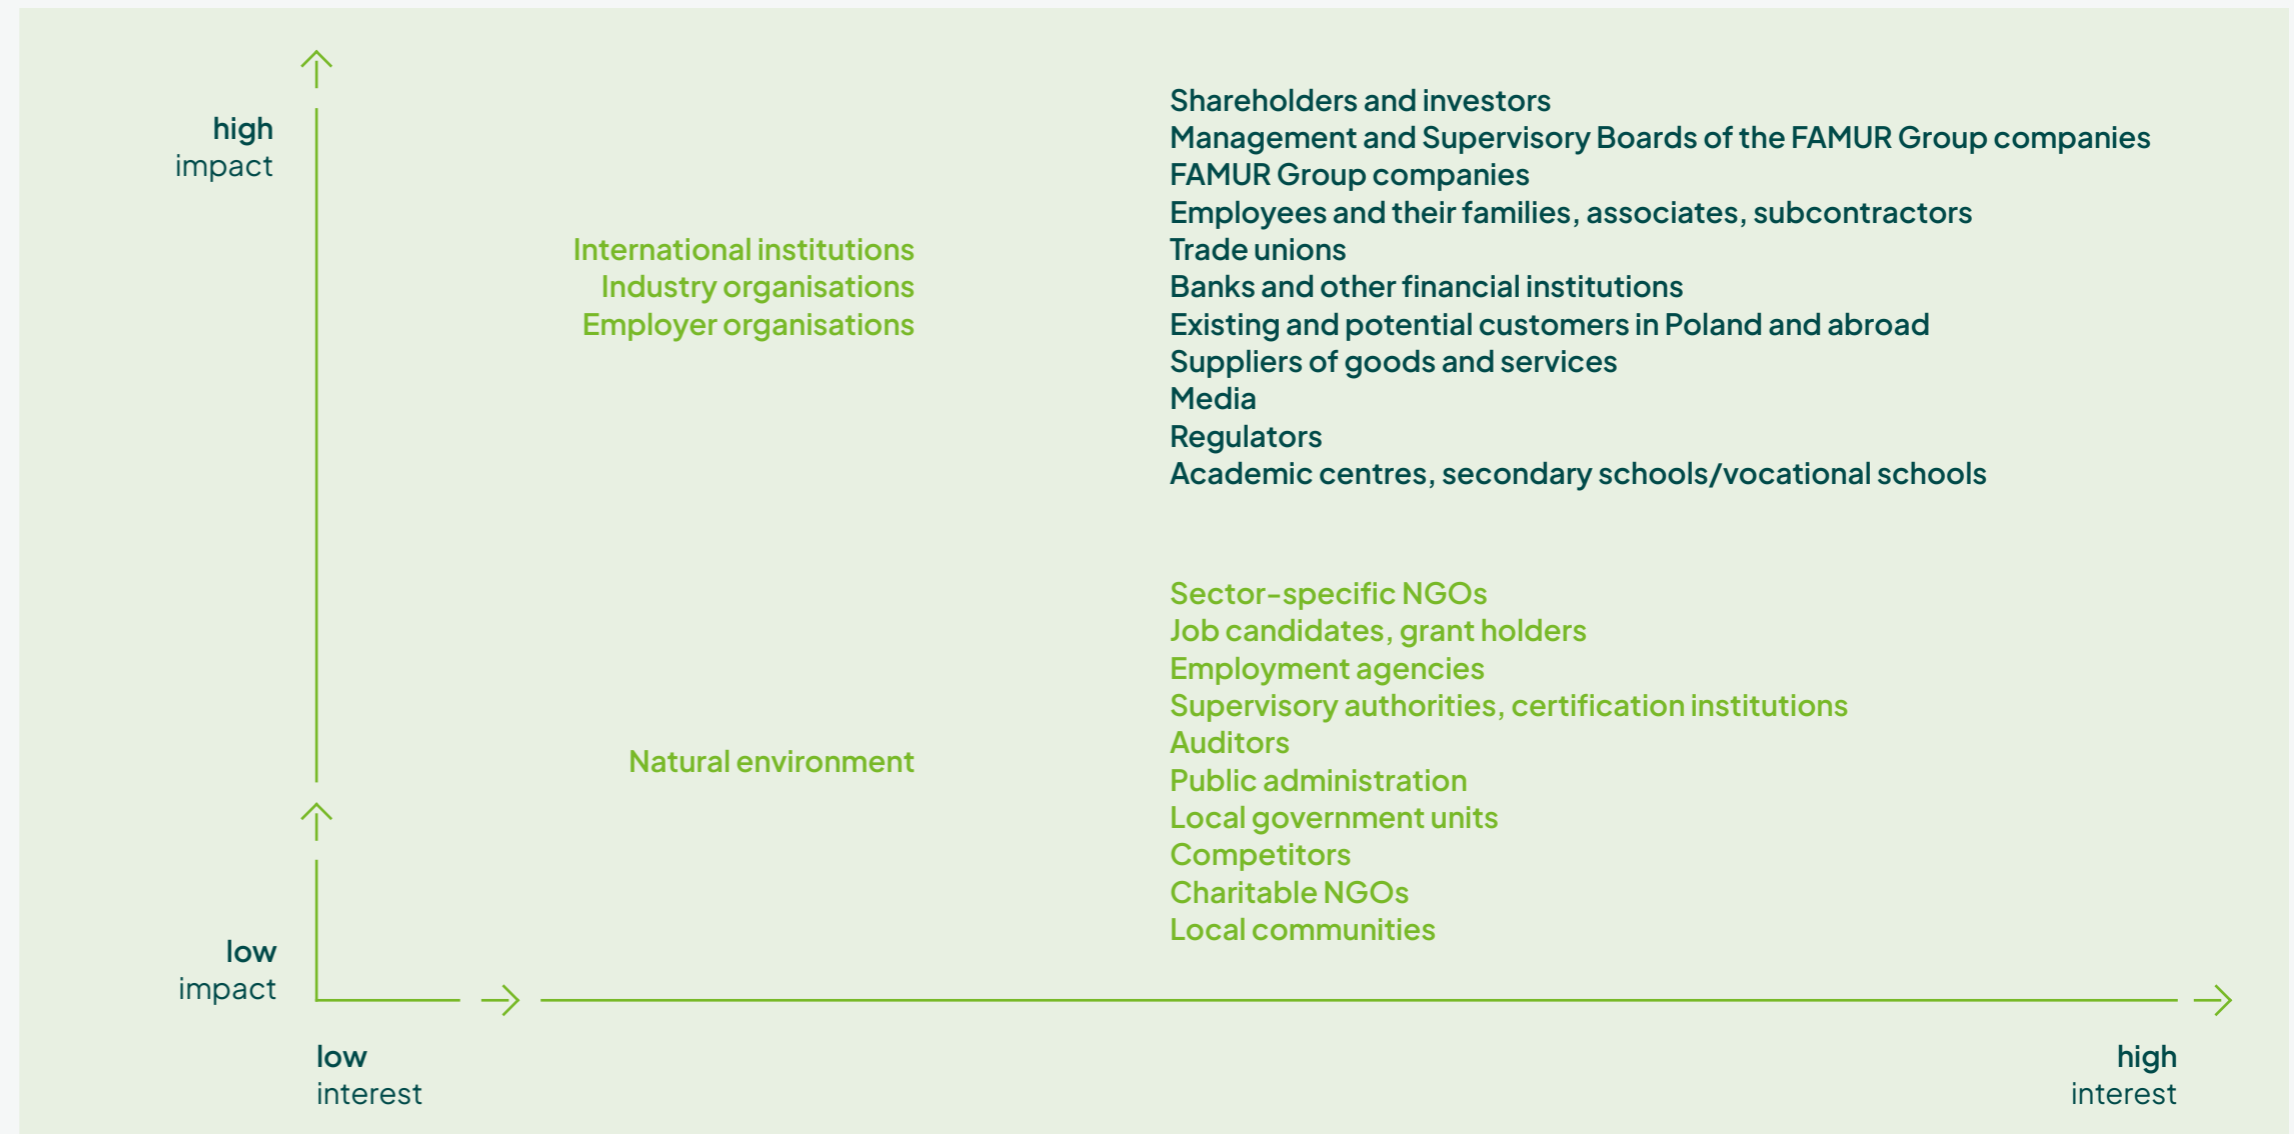 high
impact
International institutions
Industry organisations
Employer organisations
Shareholders and investors
Management and Supervisory Boards of the FAMUR Group companies
FAMUR Group companies
Employees and their families, associates, subcontractors
Trade unions
Banks and other financial institutions
Existing and potential customers in Poland and abroad
Suppliers of goods and services
Media
Regulators
Academic centres, secondary schools/vocational schools
Natural environment
Sector-specific NGOs
Job candidates, grant holders
Employment agencies
Supervisory authorities, certification institutions
Auditors
Public administration
Local government units
Competitors
Charitable NGOs
Local communities
low
impact
low
interest
high
interest